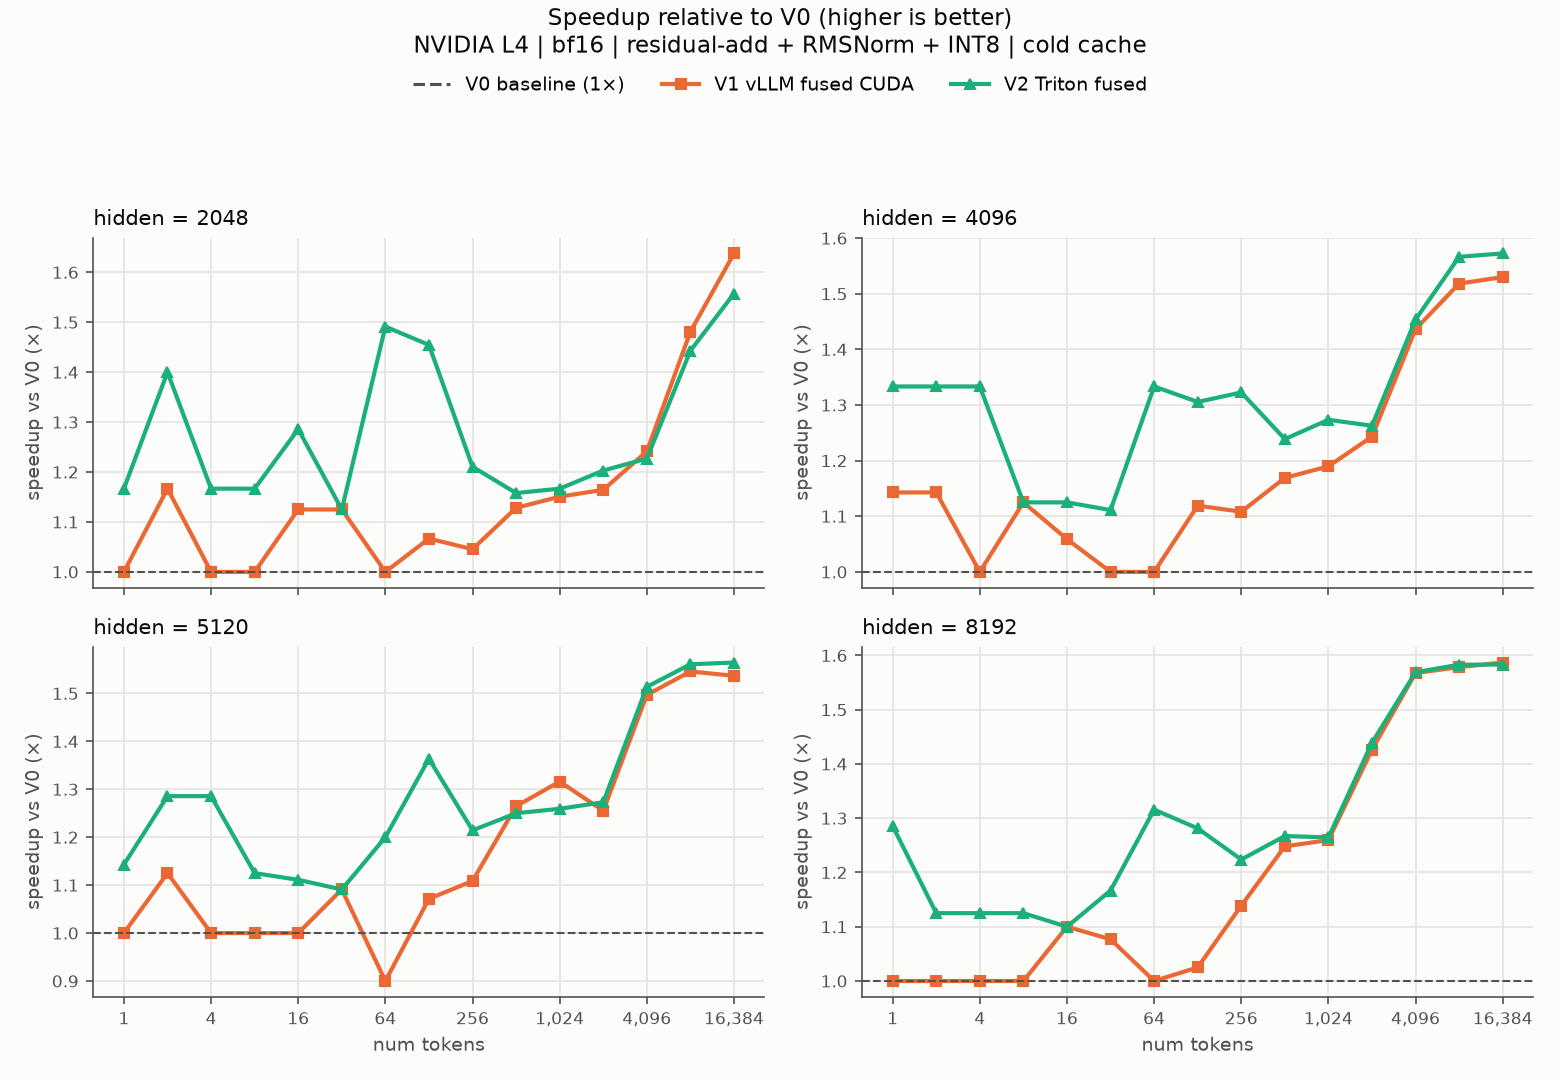 Speedup relative to V0 (higher is better)
NVIDIA L4 | bf16 | residual-add + RMSNorm + INT8 | cold cache
V0 baseline (1×) V1 vLLM fused CUDA V2 Triton fused
hidden = 2048
speedup vs V0 (×)
1.6
1.5
1.4
1.3
1.2
1.1
1.0
hidden = 4096
speedup vs V0 (×)
1.6
1.5
1.4
1.3
1.2
1.1
1.0
hidden = 5120
speedup vs V0 (×)
1.5
1.4
1.3
1.2
1.1
1.0
0.9
1 4 16 64 256 1,024 4,096 16,384
num tokens
hidden = 8192
speedup vs V0 (×)
1.6
1.5
1.4
1.3
1.2
1.1
1.0
1 4 16 64 256 1,024 4,096 16,384
num tokens